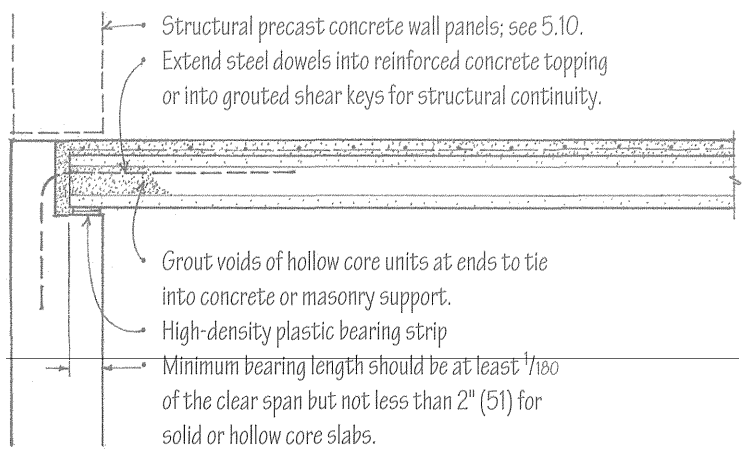 Structural precast concrete wall panels; see 5.10.
Extend steel dowels into reinforced concrete topping
or into grouted shear keys for structural continuity.
Grout voids of hollow core units at ends to tie
into concrete or masonry support.
High-density plastic bearing strip
Minimum bearing length should be at least 1/180
of the clear span but not less than 2" (51) for
solid or hollow core slabs.